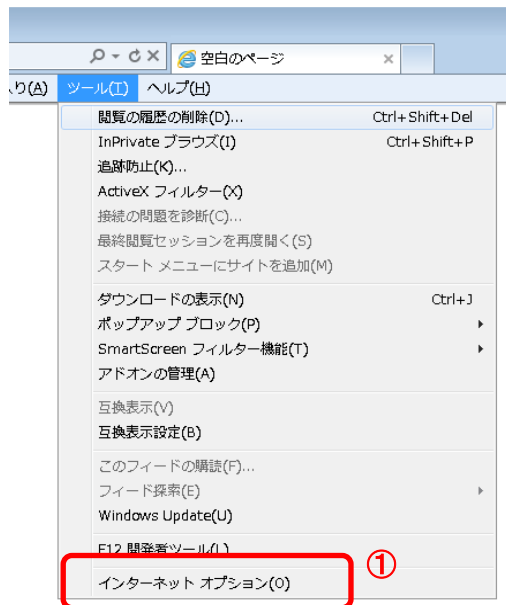 空白のページ
り(A) ツール(T) ヘルプ(H)
閲覧の履歴の削除(D)... Ctrl+Shift+Del
InPrivate ブラウズ(I) Ctrl+Shift+P
追跡防止(K)...
ActiveX フィルター(X)
接続の問題を診断(C)...
最終閲覧セッションを再度開く(S)
スタート メニューにサイトを追加(M)
ダウンロードの表示(N) Ctrl+J
ポップアップ ブロック(P)
SmartScreen フィルター機能(T)
アドオンの管理(A)
互換表示(V)
互換表示設定(B)
このフィードの購読(F)...
フィード探索(E)
Windows Update(U)
F12 開発者ツール(L)
インターネット オプション(O)
①